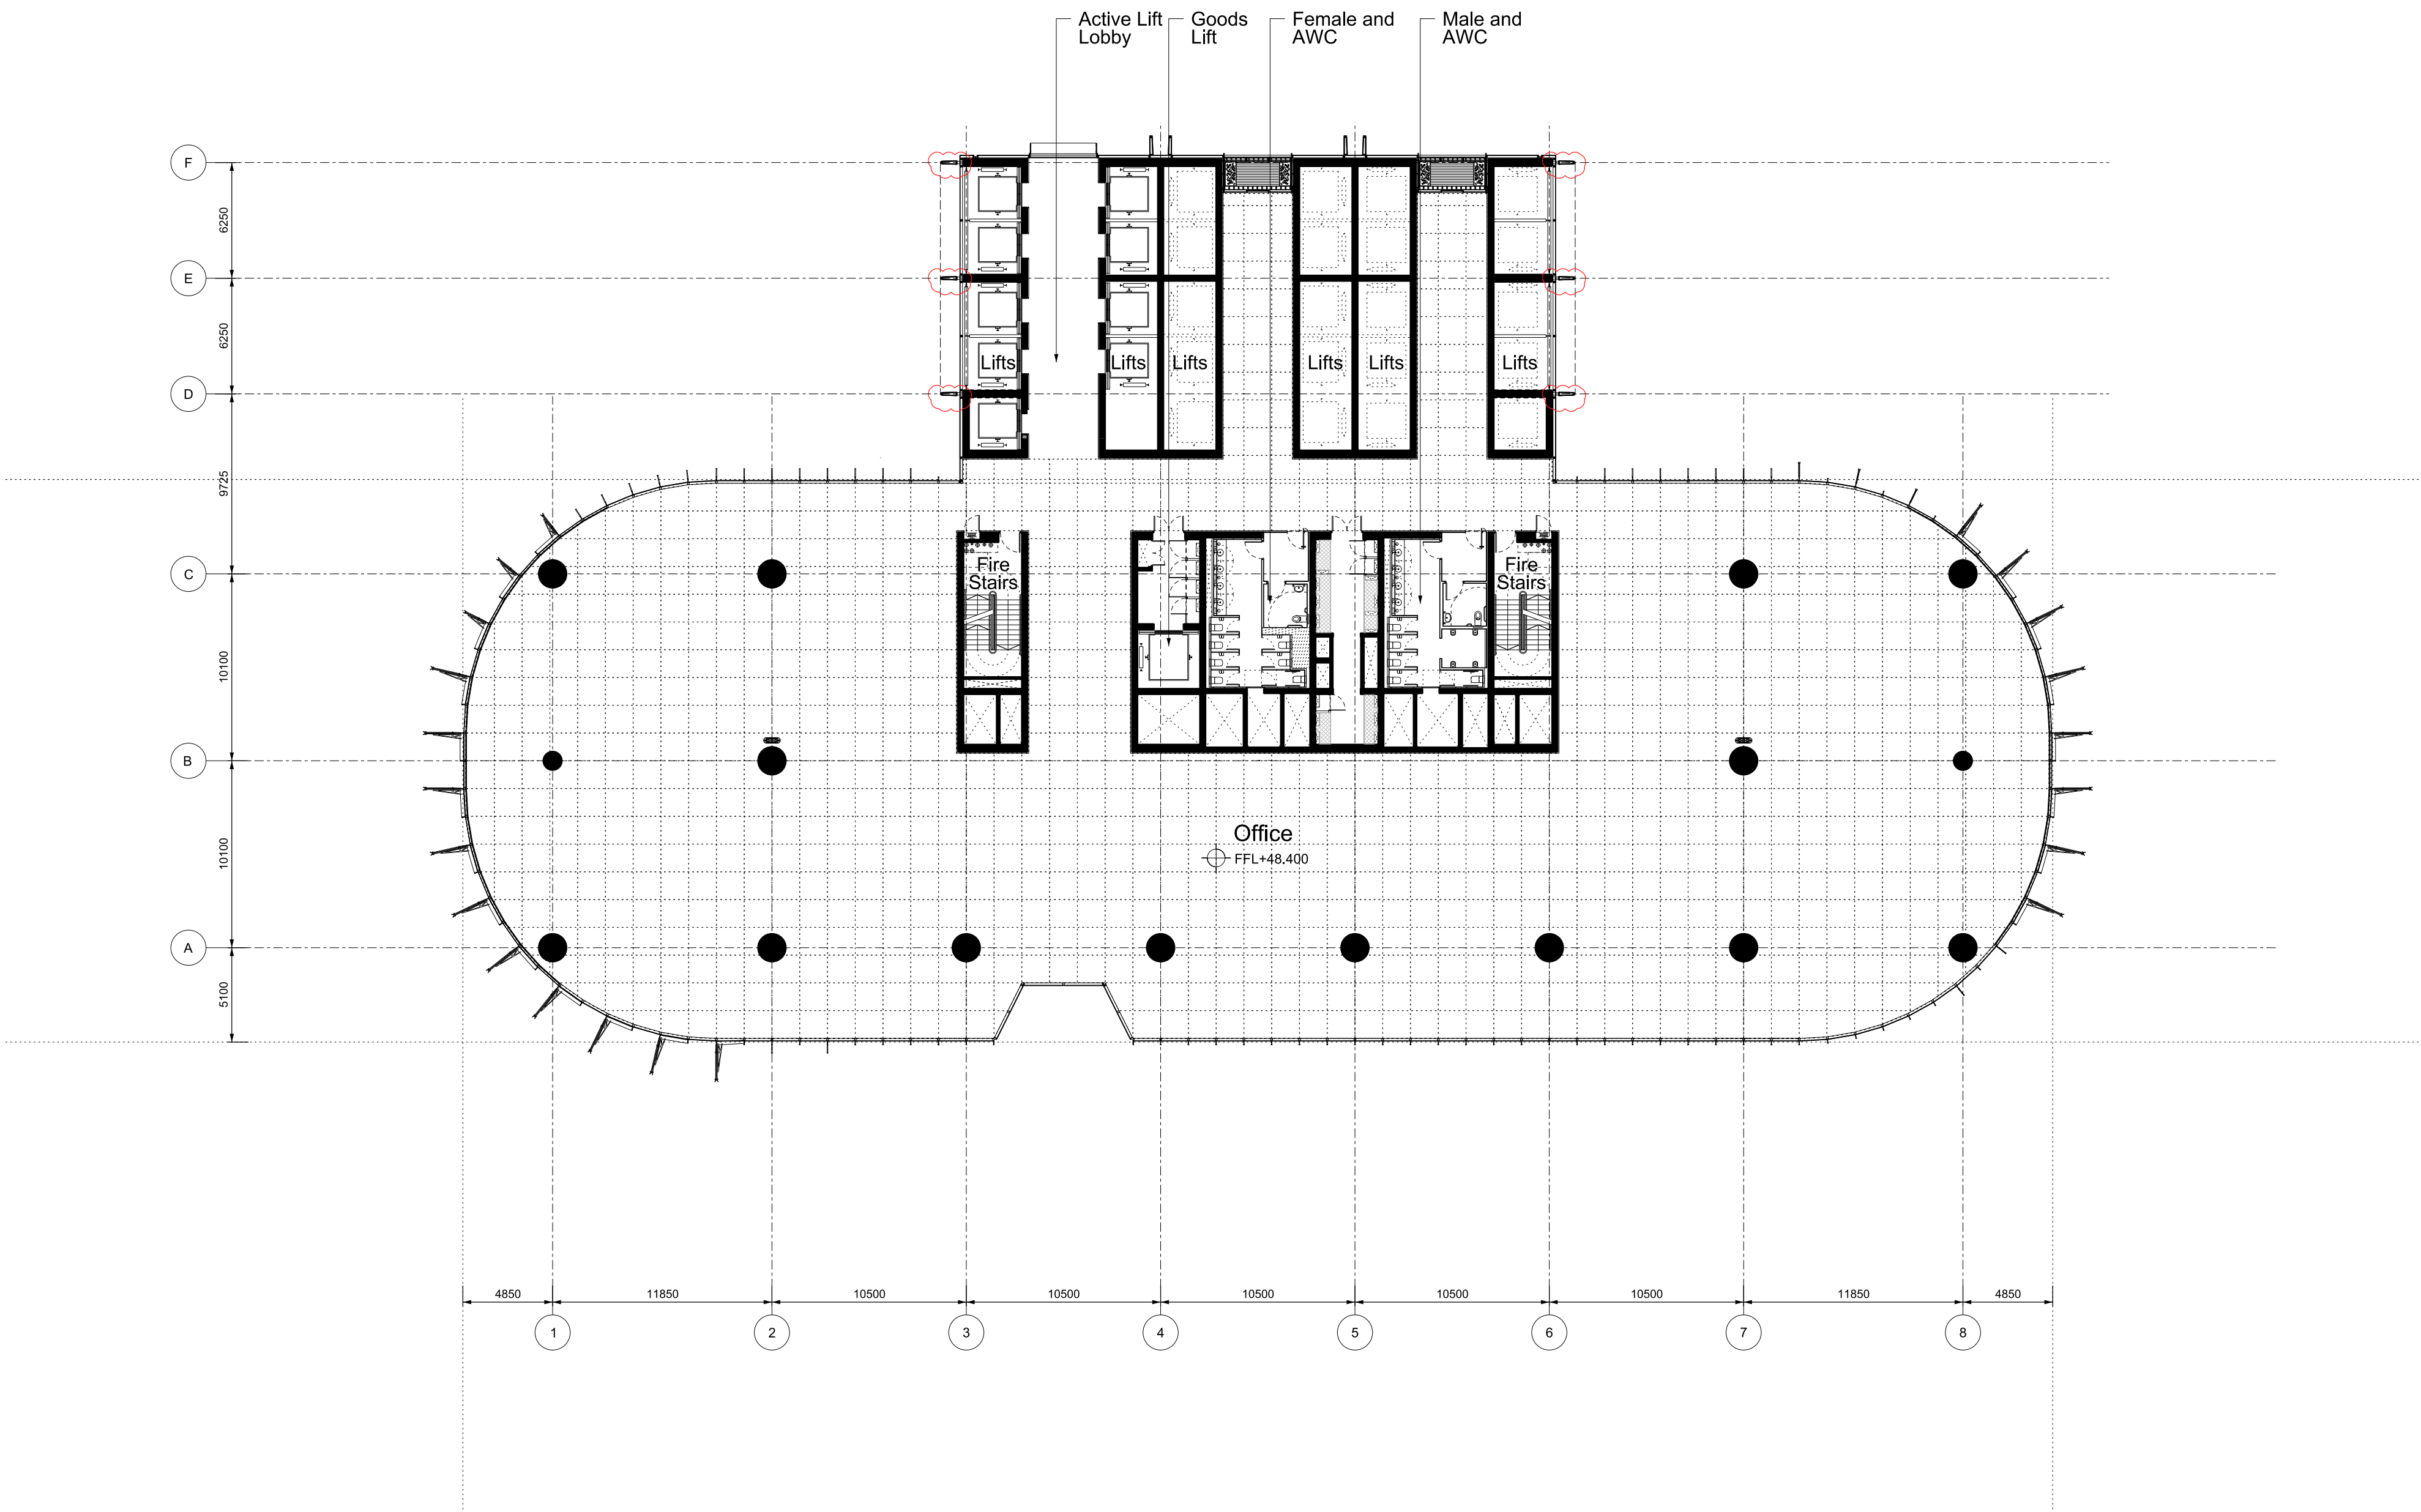 Active Lift
Lobby
Goods
Lift
Female and
AWC
Male and
AWC
F
6250
E
6250
Lifts
Lifts
Lifts
Lifts
Lifts
Lifts
D
9725
C
Fire
Stairs
Fire
Stairs
10100
B
10100
Office
FFL+48.400
A
5100
4850
11850
10500
10500
10500
10500
10500
11850
4850
1
2
3
4
5
6
7
8